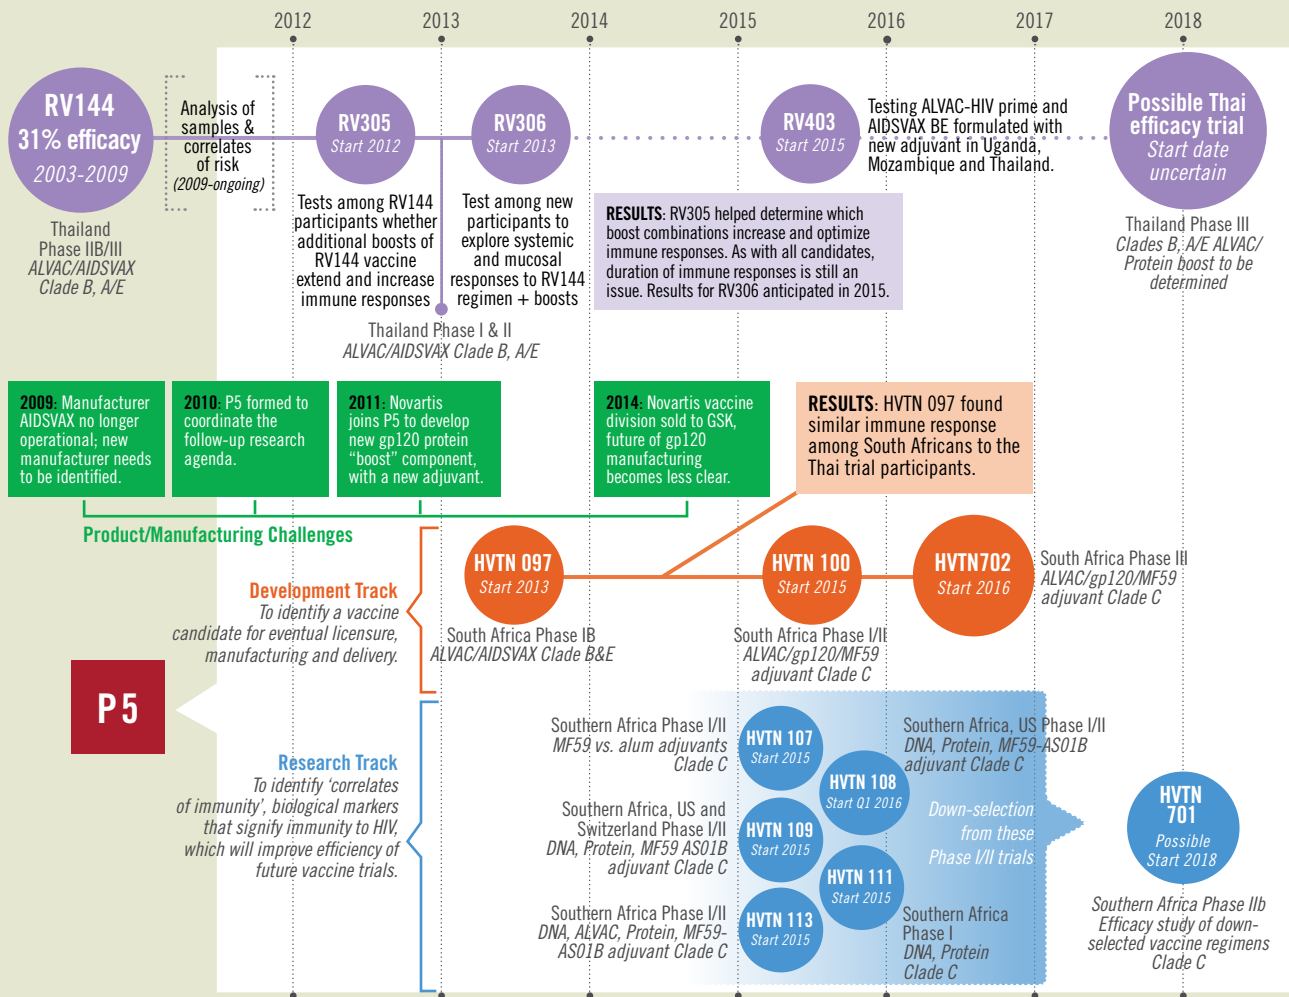 2012
2013
2014
2015
2016
2017
2018
RV144
31% efficacy
2003-2009
Thailand
Phase IIB/III
ALVAC/AIDSVAX
Clade B, A/E
Analysis of
samples &
correlates
of risk
(2009-ongoing)
RV305
Start 2012
Tests among RV144
participants whether
additional boosts of
RV144 vaccine
extend and increase
immune responses
RV306
Start 2013
Test among new
participants to
explore systemic
and mucosal
responses to RV144
regimen + boosts
Thailand Phase I & II
ALVAC/AIDSVAX Clade B, A/E
RV403
Start 2015
Testing ALVAC-HIV prime and
AIDSVAX BE formulated with
new adjuvant in Uganda,
Mozambique and Thailand.
RESULTS: RV305 helped determine which
boost combinations increase and optimize
immune responses. As with all candidates,
duration of immune responses is still an
issue. Results for RV306 anticipated in 2015.
Possible Thai
efficacy trial
Start date
uncertain
Thailand Phase III
Clades B, A/E ALVAC/
Protein boost to be
determined
2009: Manufacturer
AIDSVAX no longer
operational; new
manufacturer needs
to be identified.
2010: P5 formed to
coordinate the
follow-up research
agenda.
2011: Novartis
joins P5 to develop
new gp120 protein
“boost” component,
with a new adjuvant.
2014: Novartis vaccine
division sold to GSK,
future of gp120
manufacturing
becomes less clear.
RESULTS: HVTN 097 found
similar immune response
among South Africans to the
Thai trial participants.
Product/Manufacturing Challenges
Development Track
To identify a vaccine
candidate for eventual licensure,
manufacturing and delivery.
HVTN 097
Start 2013
South Africa Phase IB
ALVAC/AIDSVAX Clade B&E
HVTN 100
Start 2015
South Africa Phase I/II
ALVAC/gp120/MF59
adjuvant Clade C
HVTN702
Start 2016
South Africa Phase III
ALVAC/gp120/MF59
adjuvant Clade C
P5
Research Track
To identify ‘correlates
of immunity’, biological markers
that signify immunity to HIV,
which will improve efficiency of
future vaccine trials.
Southern Africa Phase I/II
MF59 vs. alum adjuvants
Clade C
HVTN 107
Start 2015
Southern Africa, US Phase I/II
DNA, Protein, MF59-AS01B
adjuvant Clade C
HVTN 108
Start Q1 2016
Southern Africa, US and
Switzerland Phase I/II
DNA, Protein, MF59 AS01B
adjuvant Clade C
HVTN 109
Start 2015
Down-selection
from these
Phase I/II trials
HVTN 111
Start 2015
Southern Africa
Phase I
DNA, Protein
Clade C
Southern Africa Phase I/II
DNA, ALVAC, Protein, MF59-
AS01B adjuvant Clade C
HVTN 113
Start 2015
HVTN
701
Possible
Start 2018
Southern Africa Phase IIb
Efficacy study of down-
selected vaccine regimens
Clade C